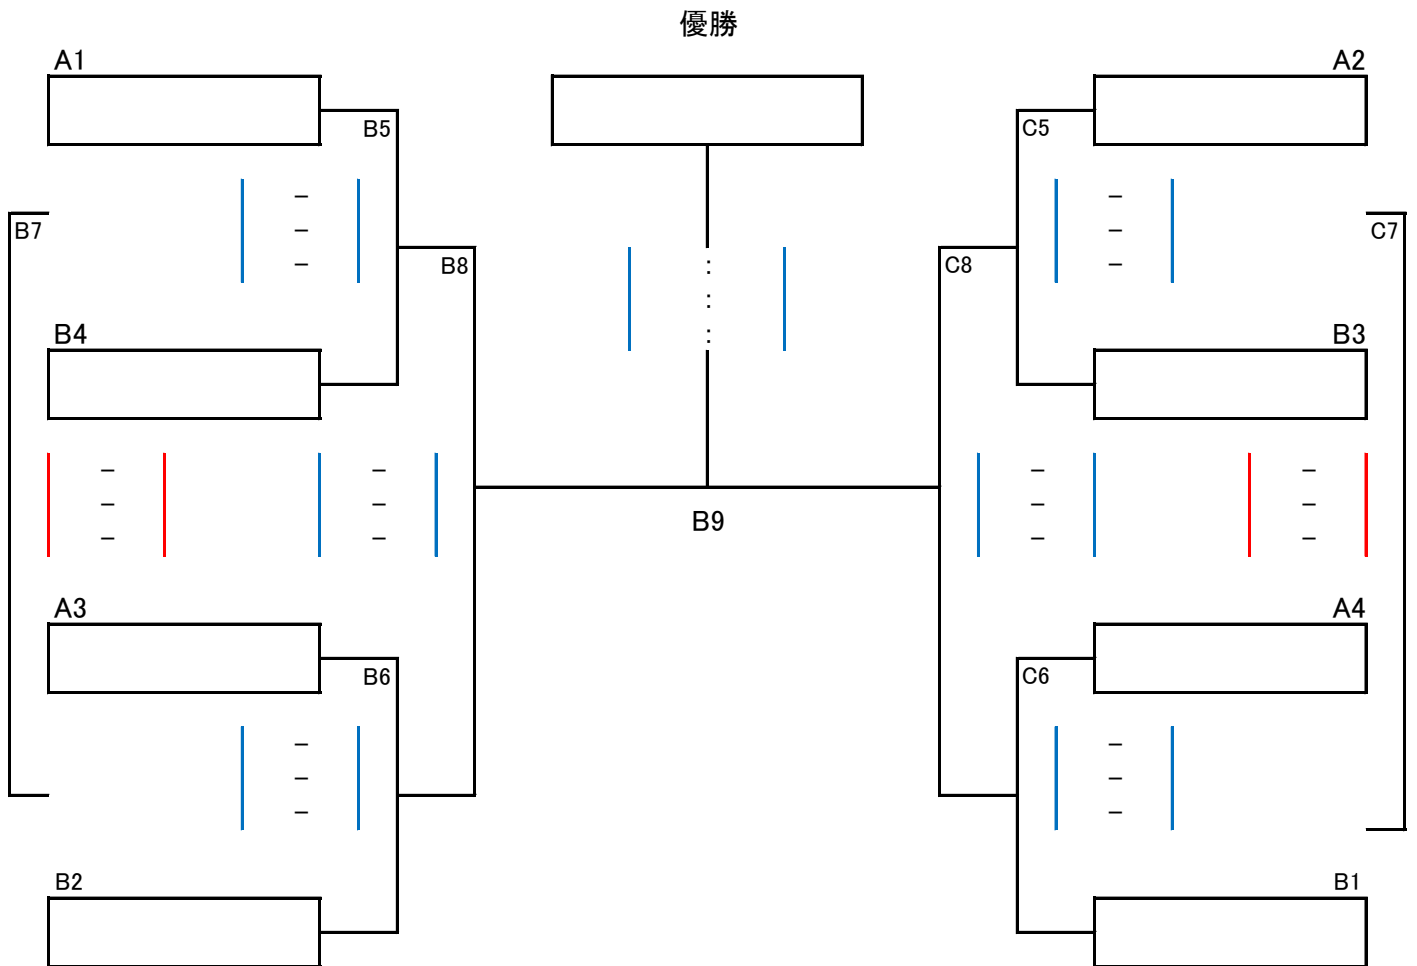 優勝
A1
A2
B5
C5
–
–
–
–
–
–
B7
C7
B8
C8
:
:
:
B4
B3
– – – –
– – – –
– – – –
B9
A3
A4
B6
C6
– –
– –
– –
B2
B1